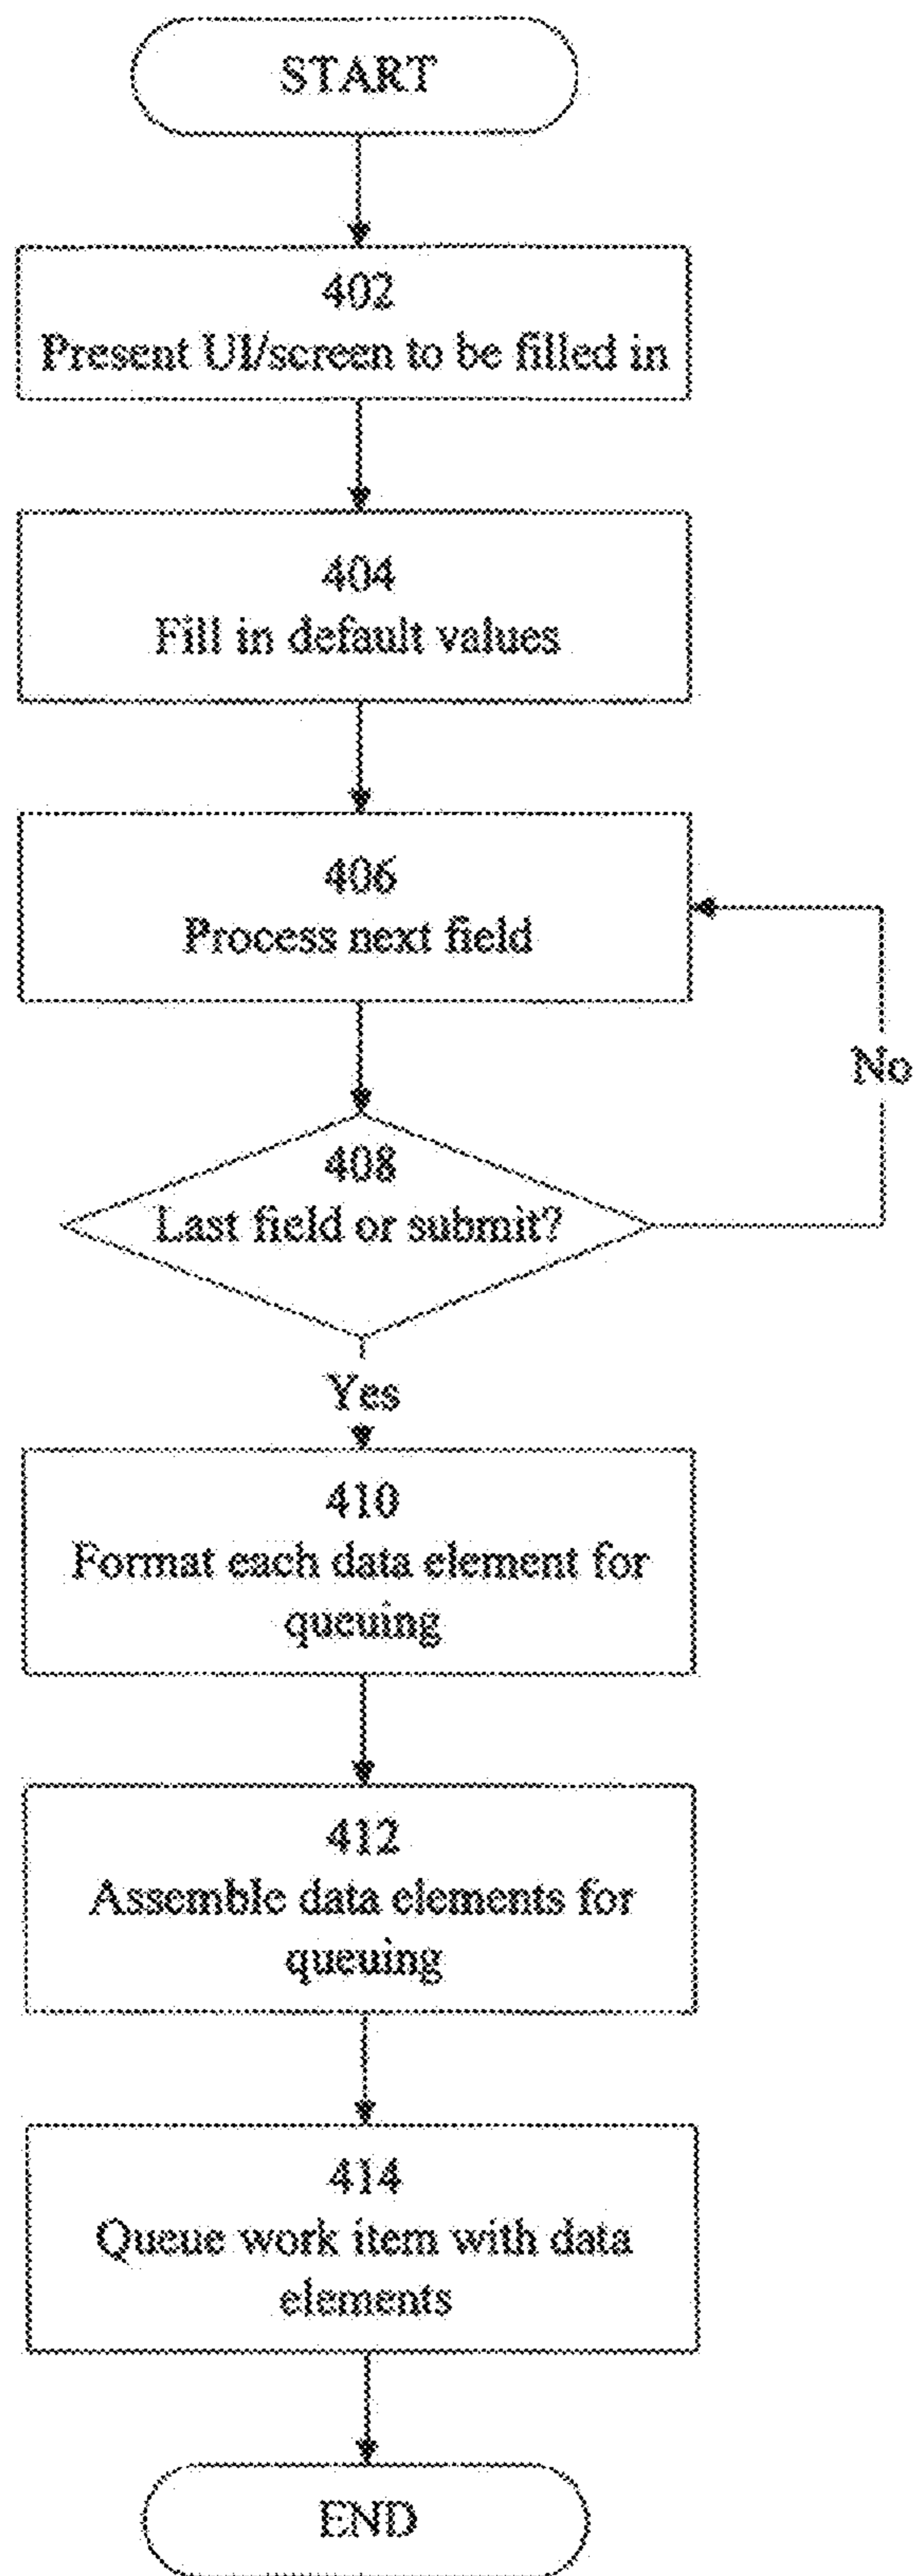 START
402
Present UI/screen to be filled in
404
Fill in default values
406
Process next field
No
408
Last field or submit?
Yes
410
Format each data element for
queuing
412
Assemble data elements for
queuing
414
Queue work item with data
elements
END